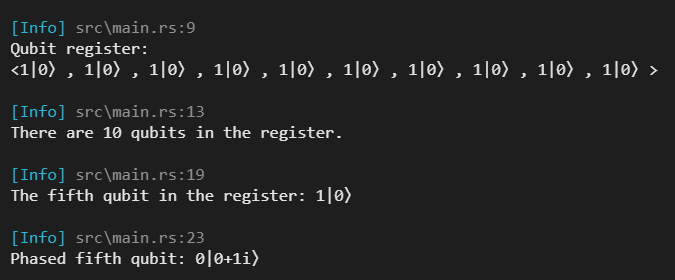 [Info] src\main.rs:9
Qubit register:
<1|0⟩ , 1|0⟩ , 1|0⟩ , 1|0⟩ , 1|0⟩ , 1|0⟩ , 1|0⟩ , 1|0⟩ , 1|0⟩ , 1|0⟩ >
[Info] src\main.rs:13
There are 10 qubits in the register.
[Info] src\main.rs:19
The fifth qubit in the register: 1|0⟩
[Info] src\main.rs:23
Phased fifth qubit: 0|0+1i⟩